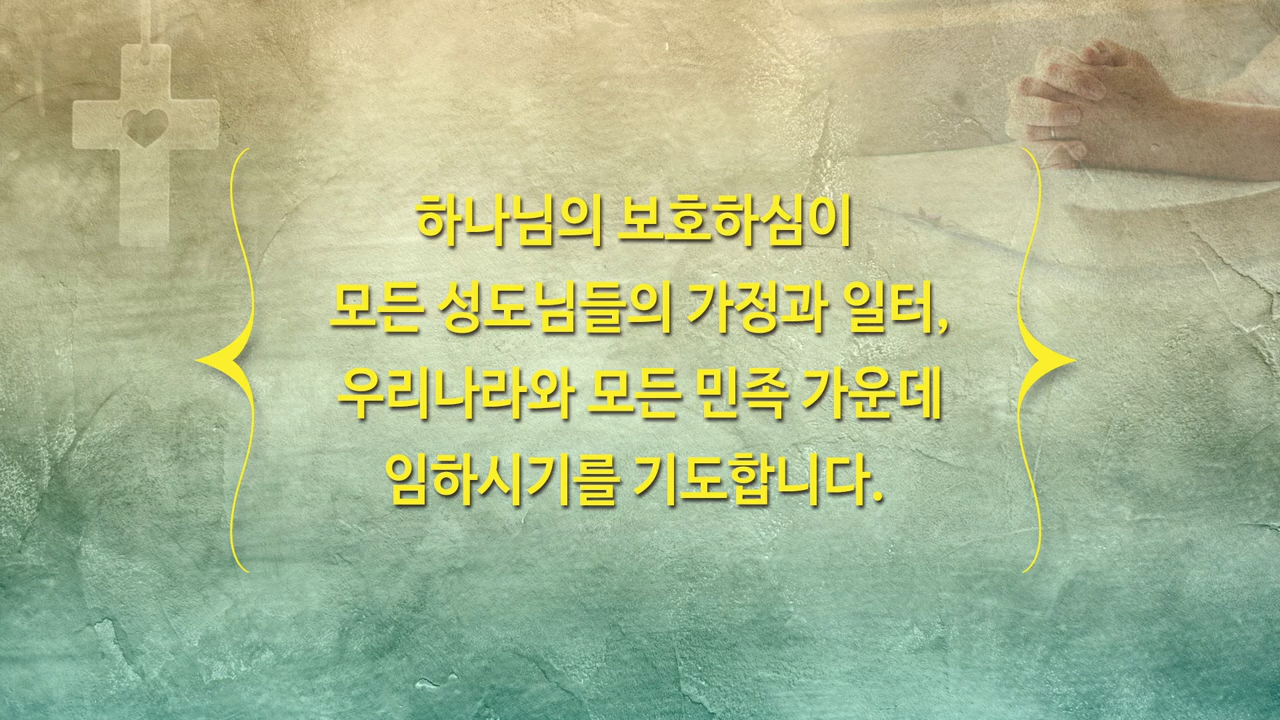 하나님의 보호하심이
모든 성도님들의 가정과 일터,
우리나라와 모든 민족 가운데
임하시기를 기도합니다.